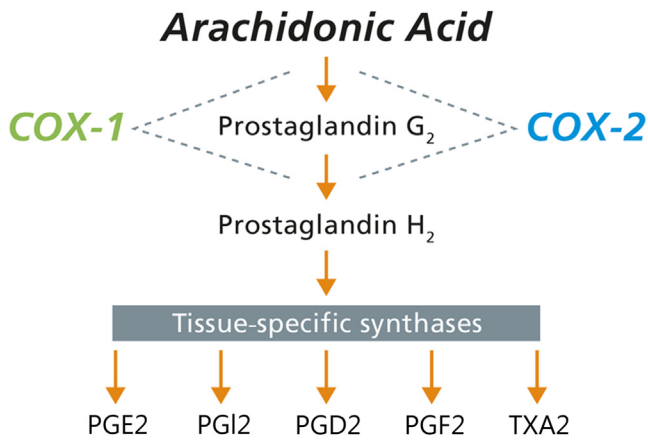 Arachidonic Acid
COX-1
Prostaglandin G₂
COX-2
Prostaglandin H₂
Tissue-specific synthases
PGE2
PGI2
PGD2
PGF2
TXA2